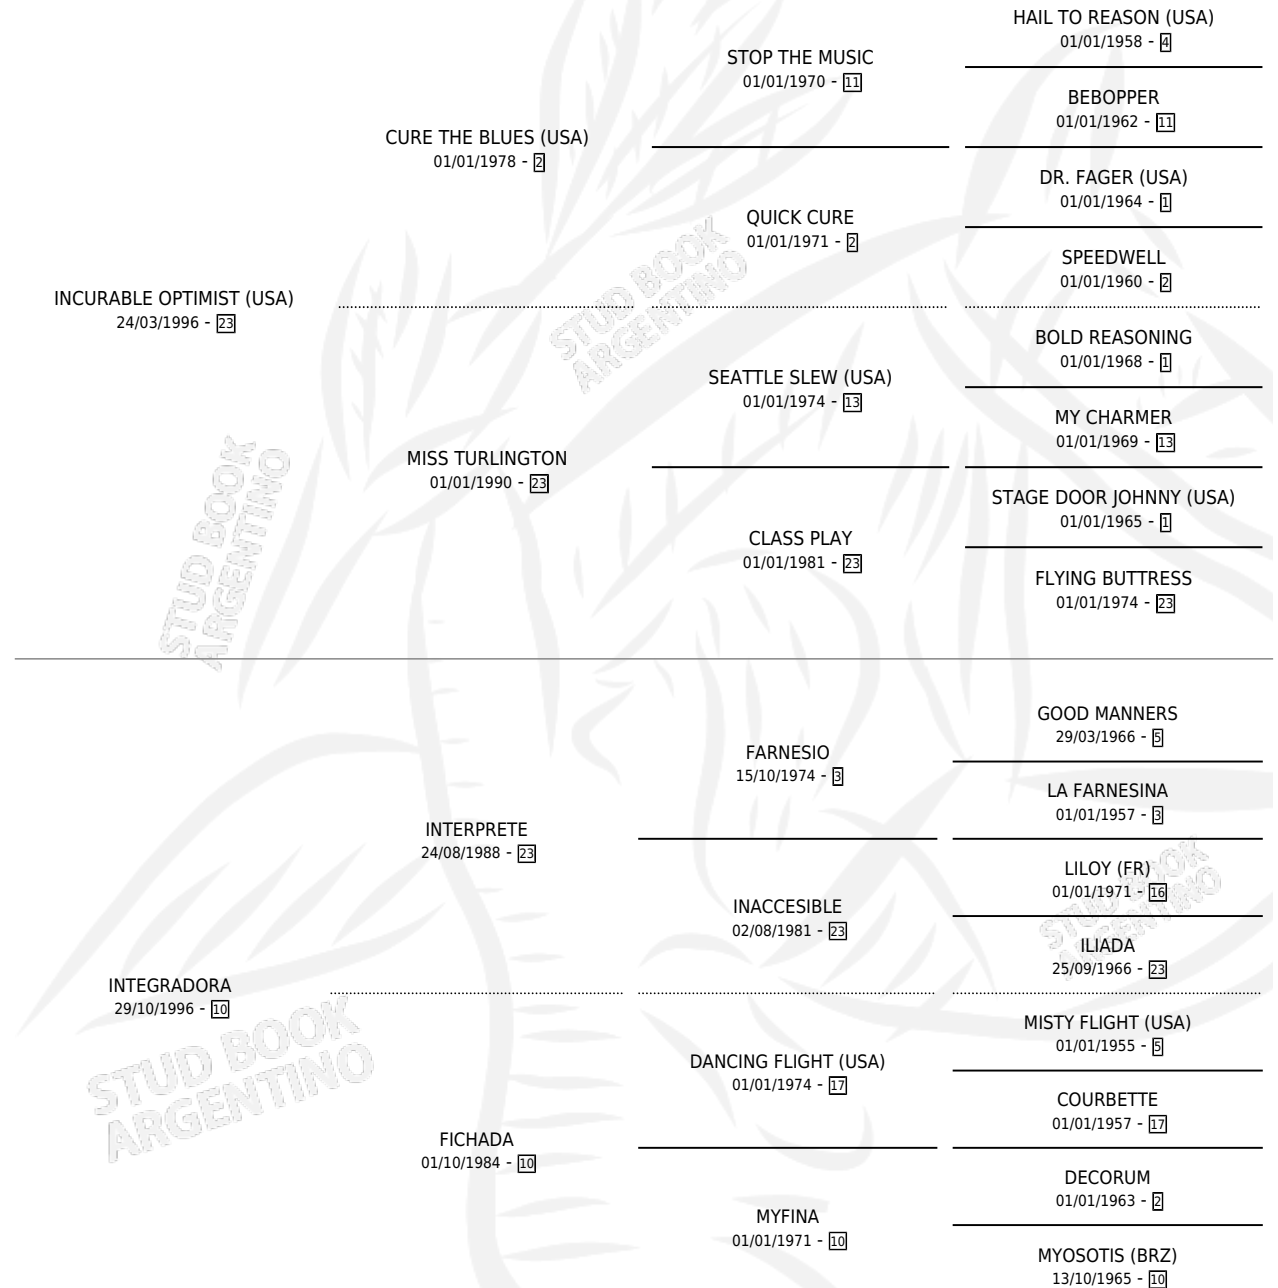 HAIL TO REASON (USA)
01/01/1958 - 4
STOP THE MUSIC
01/01/1970 - 11
BEBOPPER
01/01/1962 - 11
CURE THE BLUES (USA)
01/01/1978 - 2
DR. FAGER (USA)
01/01/1964 - 1
QUICK CURE
01/01/1971 - 2
SPEEDWELL
01/01/1960 - 2
INCURABLE OPTIMIST (USA)
24/03/1996 - 23
STUD BOOK
ARGENTINO
BOLD REASONING
01/01/1968 - 1
SEATTLE SLEW (USA)
01/01/1974 - 13
MY CHARMER
01/01/1969 - 13
MISS TURLINGTON
01/01/1990 - 23
STAGE DOOR JOHNNY (USA)
01/01/1965 - 1
CLASS PLAY
01/01/1981 - 23
FLYING BUTTRESS
01/01/1974 - 23
STUD BOOK
ARGENTINO
GOOD MANNERS
29/03/1966 - 5
FARNESIO
15/10/1974 - 3
LA FARNESINA
01/01/1957 - 3
INTERPRETE
24/08/1988 - 23
LILOY (FR)
01/01/1971 - 16
INACCESIBLE
02/08/1981 - 23
ILIADA
25/09/1966 - 23
STUD BOOK
ARGENTINO
INTEGRADORA
29/10/1996 - 10
MISTY FLIGHT (USA)
01/01/1955 - 5
DANCING FLIGHT (USA)
01/01/1974 - 17
COURBETTE
01/01/1957 - 17
STUD BOOK
ARGENTINO
FICHADA
01/10/1984 - 10
DECORUM
01/01/1963 - 2
MYFINA
01/01/1971 - 10
MYOSOTIS (BRZ)
13/10/1965 - 10